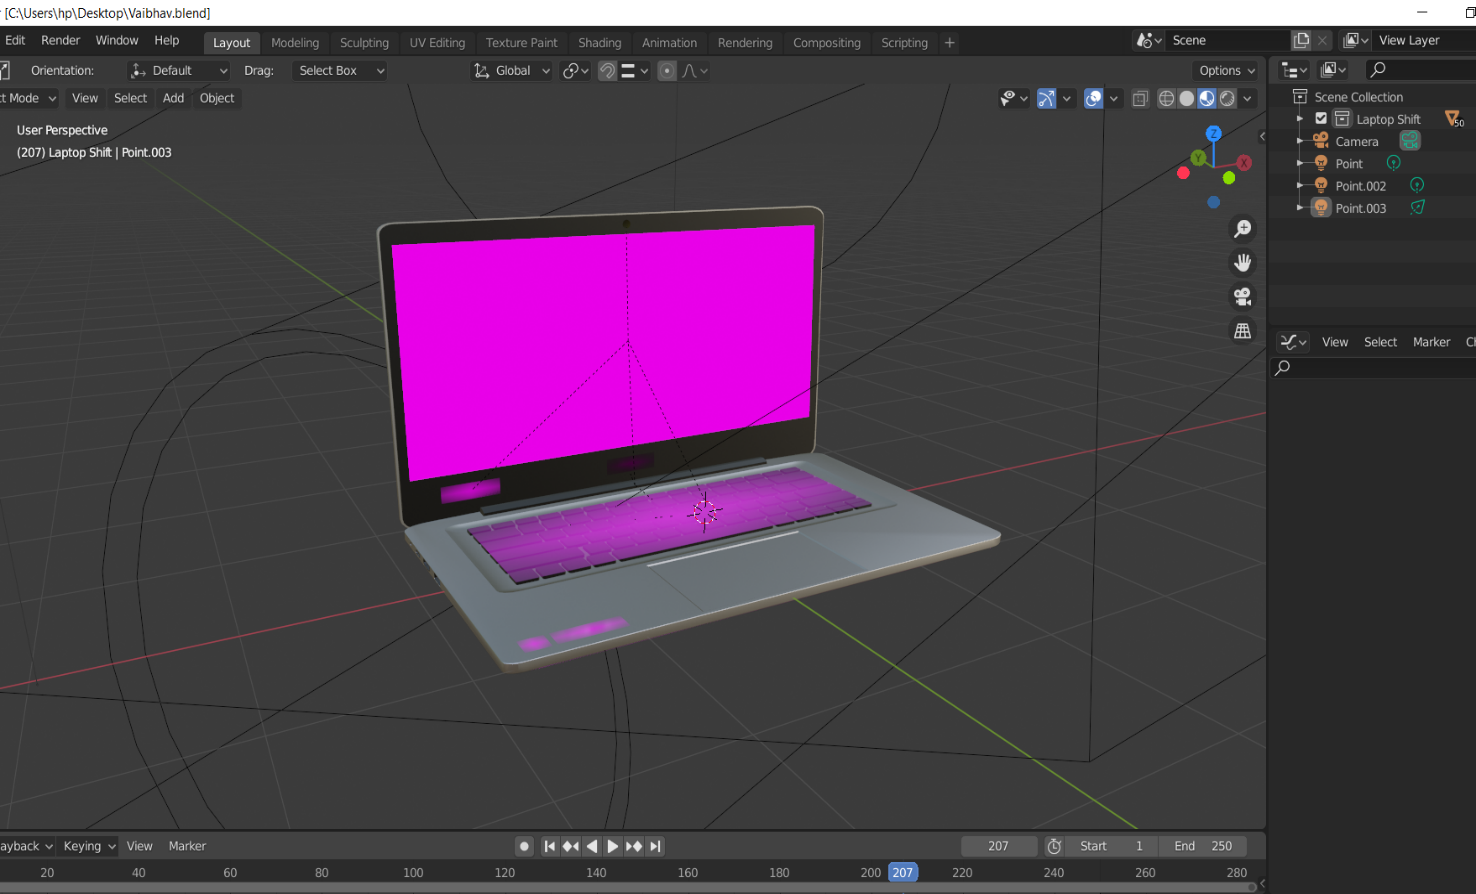 [C:\Users\hp\Desktop\Vaibhav.blend]
Edit Render Window Help Layout Modeling Sculpting UV Editing Texture Paint Shading Animation Rendering Compositing Scripting + Scene View Layer
Orientation: Default Drag: Select Box Global Options
ct Mode View Select Add Object
User Perspective
(207) Laptop Shift | Point.003
Z
Y
X
Scene Collection
Laptop Shift 50
Camera
Point
Point.002
Point.003
View Select Marker Ch
ayback Keying View Marker 207 Start 1 End 250
20 40 60 80 100 120 140 160 180 200 207 220 240 260 280